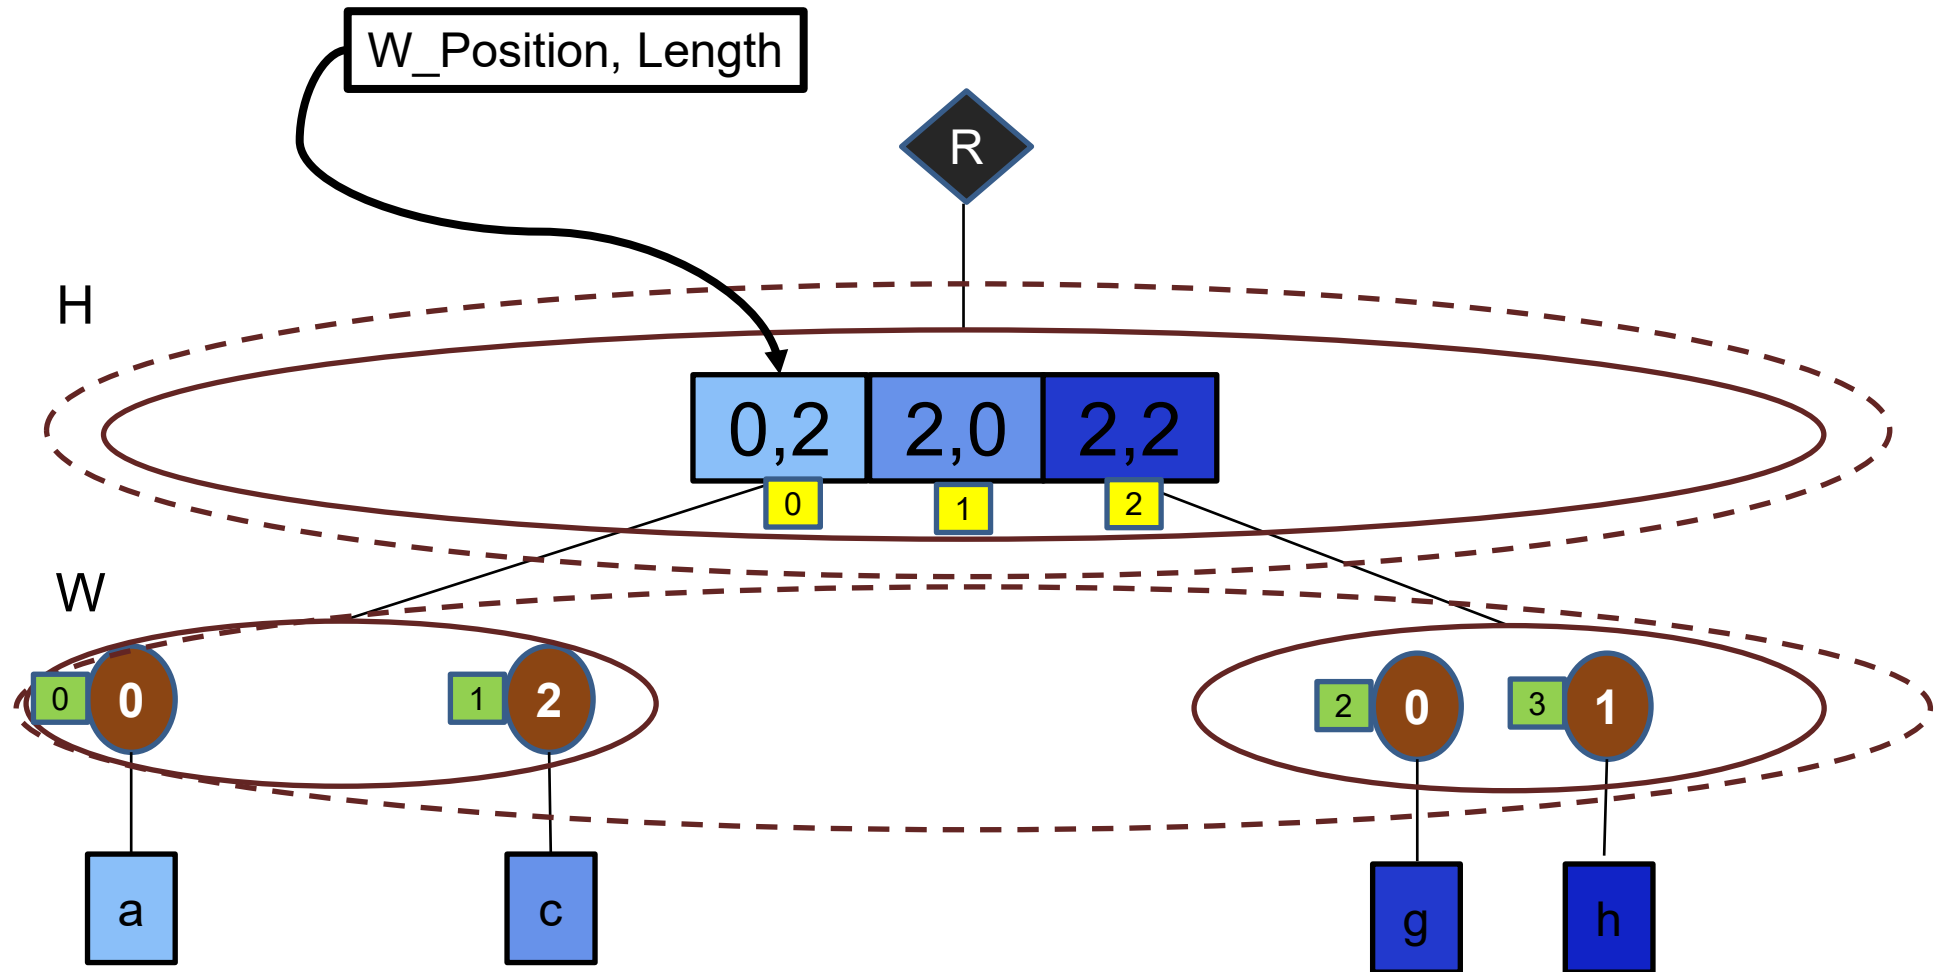 W_Position, Length
R
H
0,2 2,0 2,2
0 1 2
W
0 0 1 2 2 0 3 1
a c g h